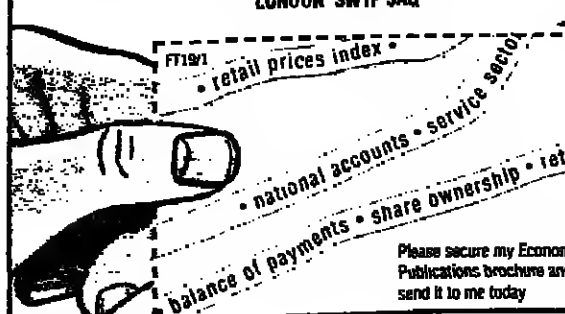 LONDON SW1P 3AQ
FT19/1
• retail prices index •
• national accounts • service sector
balance of payments • share ownership • ret
Please secure my Econom
Publications brochure an
send it to me today